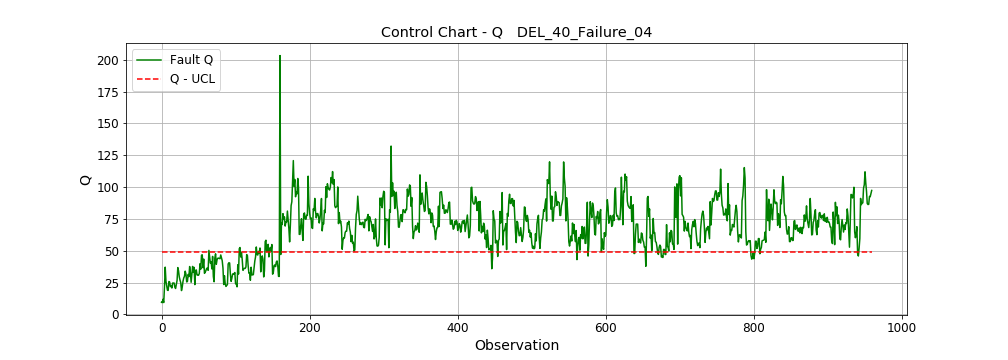 Control Chart - Q   DEL_40_Failure_04
Fault Q
Q - UCL
Q
200
175
150
125
100
75
50
25
0
0 200 400 600 800 1000
Observation